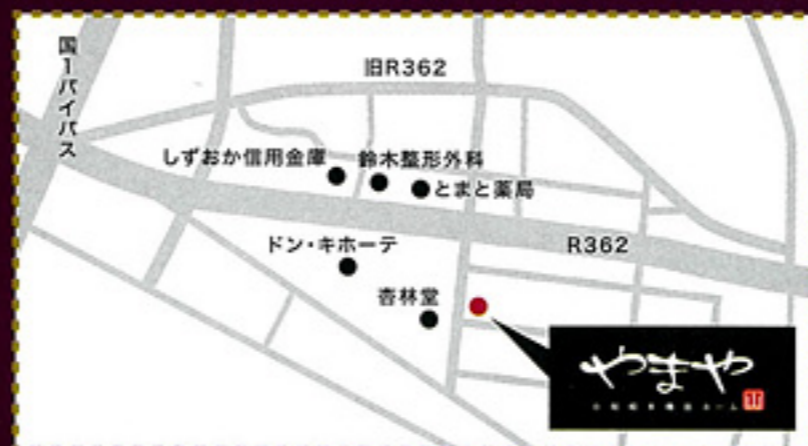 国1バイパス
旧R362
しずおか信用金庫
鈴木整形外科
とまと薬局
R362
ドン・キホーテ
杏林堂
やまや